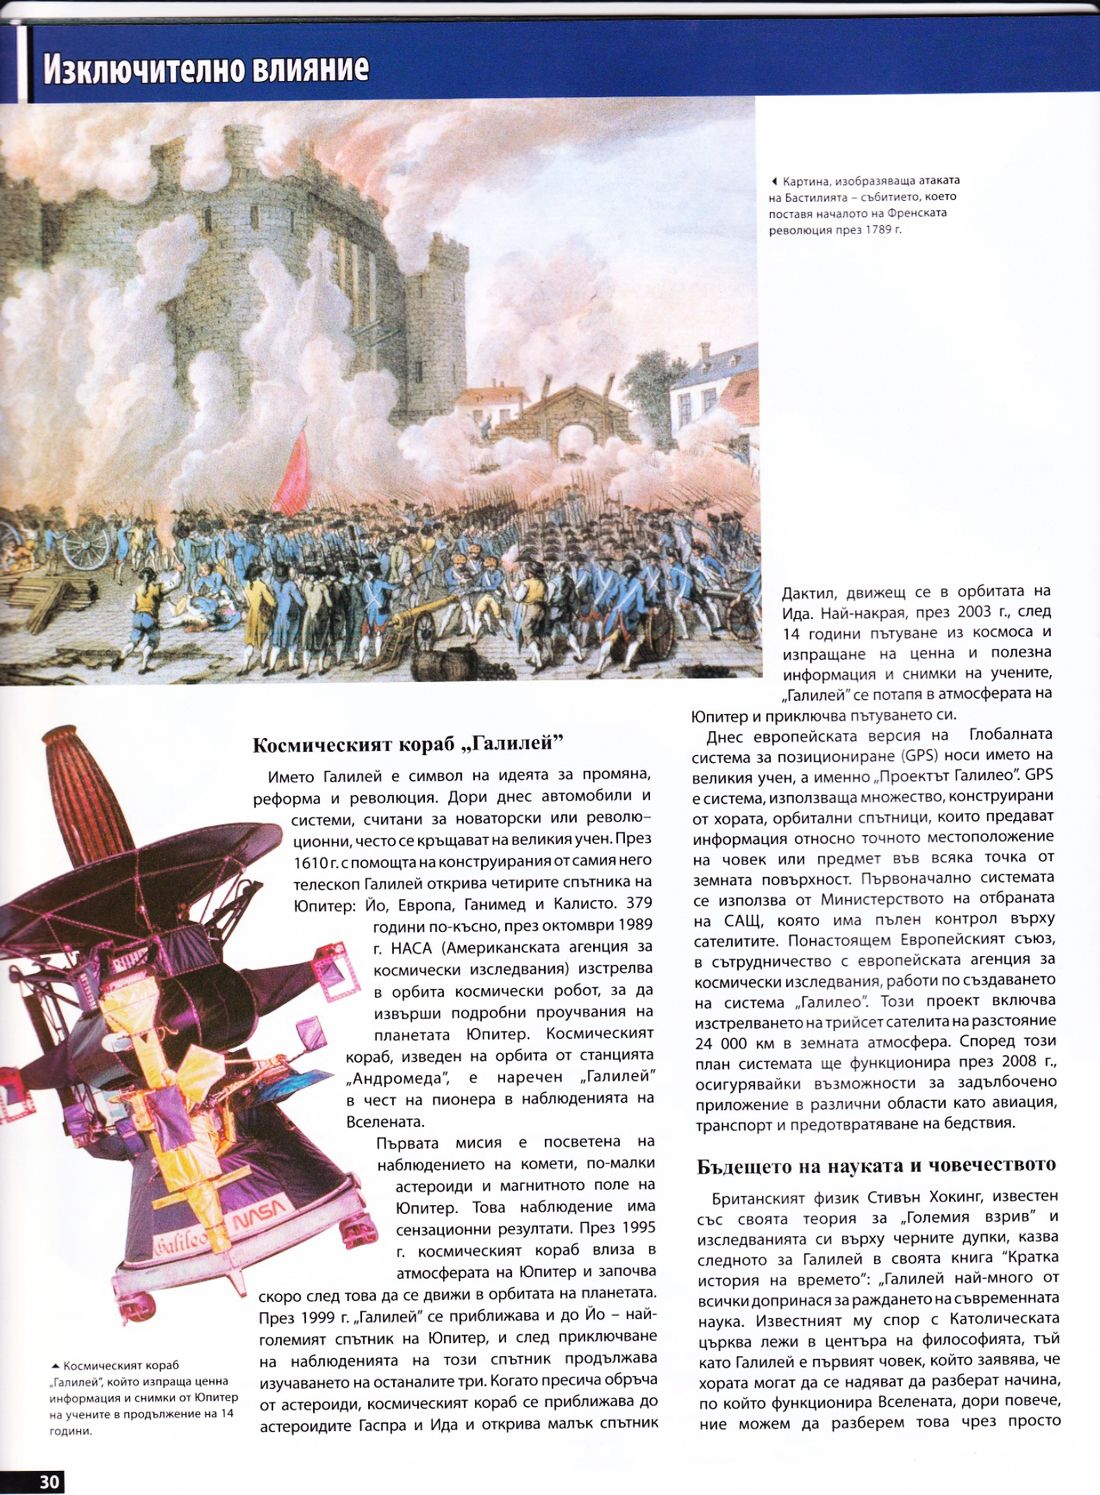 Изключително влияние
Картина, изобразяваща атаката
на Бастилията – събитието, което
поставя началото на Френската
революция през 1789 г.
Космическият кораб „Галилей”
Името Галилей е символ на идеята за промяна,
реформа и революция. Дори днес автомобили и
системи, считани за новаторски или револю–
ционни, често се кръщават на великия учен. През
1610 г. с помощта на конструирания от самия него
телескоп Галилей открива четирите спътника на
Юпитер: Йо, Европа, Ганимед и Калисто. 379
години по-късно, през октомври 1989
г. НАСА (Американската агенция за
космически изследвания) изстрелва
в орбита космически робот, за да
извърши подробни проучвания на
планетата Юпитер. Космическият
кораб, изведен на орбита от станцията
„Андромеда”, е наречен „Галилей”
в чест на пионера в наблюденията на
Вселената.
Първата мисия е посветена на
наблюдението на комети, по-малки
астероиди и магнитното поле на
Юпитер. Това наблюдение има
сензационни резултати. През 1995
г. космическият кораб влиза в
атмосферата на Юпитер и започва
скоро след това да се движи в орбитата на планетата.
През 1999 г. „Галилей” се приближава и до Йо – най-
големият спътник на Юпитер, и след приключване
на наблюденията на този спътник продължава
изучаването на останалите три. Когато пресича обръча
от астероиди, космическият кораб се приближава до
астероидите Гаспра и Ида и открива малък спътник
Galileo NASA
Космическият кораб
„Галилей”, който изпраща ценна
информация и снимки от Юпитер
на учените в продължение на 14
години.
Дактил, движещ се в орбитата на
Ида. Най-накрая, през 2003 г., след
14 години пътуване из космоса и
изпращане на ценна и полезна
информация и снимки на учените,
„Галилей” се потапя в атмосферата на
Юпитер и приключва пътуването си.
Днес европейската версия на Глобалната
система за позициониране (GPS) носи името на
великия учен, а именно „Проектът Галилео”. GPS
е система, използваща множество, конструирани
от хората, орбитални спътници, които предават
информация относно точното местоположение
на човек или предмет във всяка точка от
земната повърхност. Първоначално системата
се използва от Министерството на отбраната
на САЩ, която има пълен контрол върху
сателитите. Понастоящем Европейският съюз,
в сътрудничество с европейската агенция за
космически изследвания, работи по създаването
на система „Галилео”. Този проект включва
изстрелването на трийсет сателита на разстояние
24 000 км в земната атмосфера. Според този
план системата ще функционира през 2008 г.,
осигурявайки възможности за задълбочено
приложение в различни области като авиация,
транспорт и предотвратяване на бедствия.
Бъдещето на науката и човечеството
Британският физик Стивън Хокинг, известен
със своята теория за „Големия взрив” и
изследванията си върху черните дупки, казва
следното за Галилей в своята книга “Кратка
история на времето”: „Галилей най-много от
всички допринася за раждането на съвременната
наука. Известният му спор с Католическата
църква лежи в центъра на философията, тъй
като Галилей е първият човек, който заявява, че
хората могат да се надяват да разберат начина,
по който функционира Вселената, дори повече,
ние можем да разберем това чрез просто
30